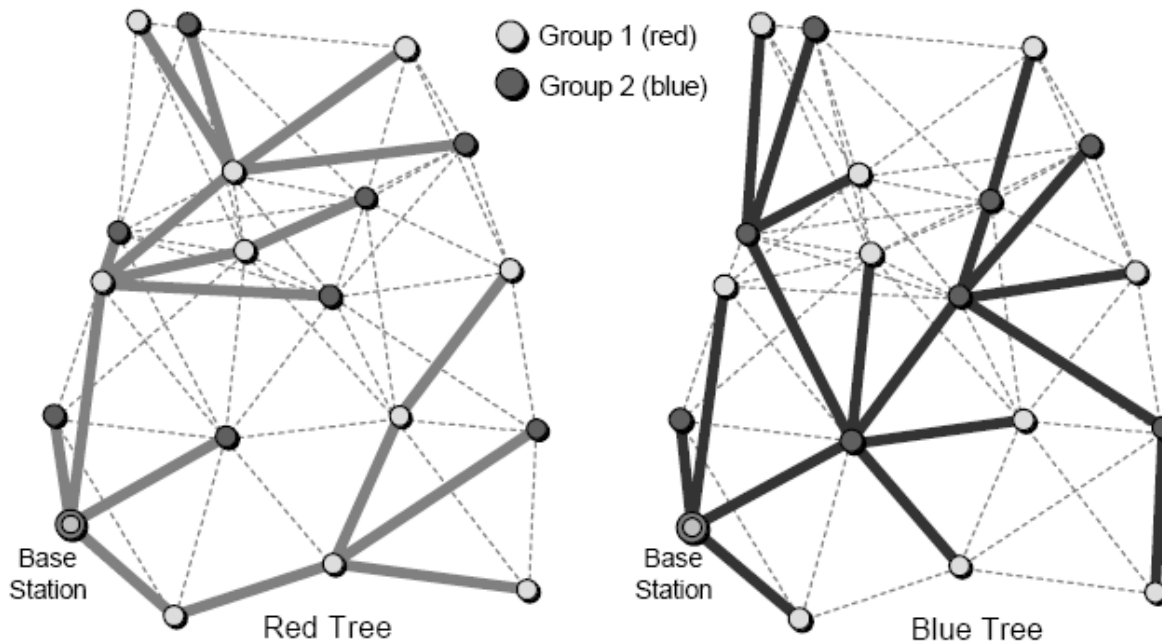 Group 1 (red)
Group 2 (blue)
Base
Station
Red Tree
Base
Station
Blue Tree